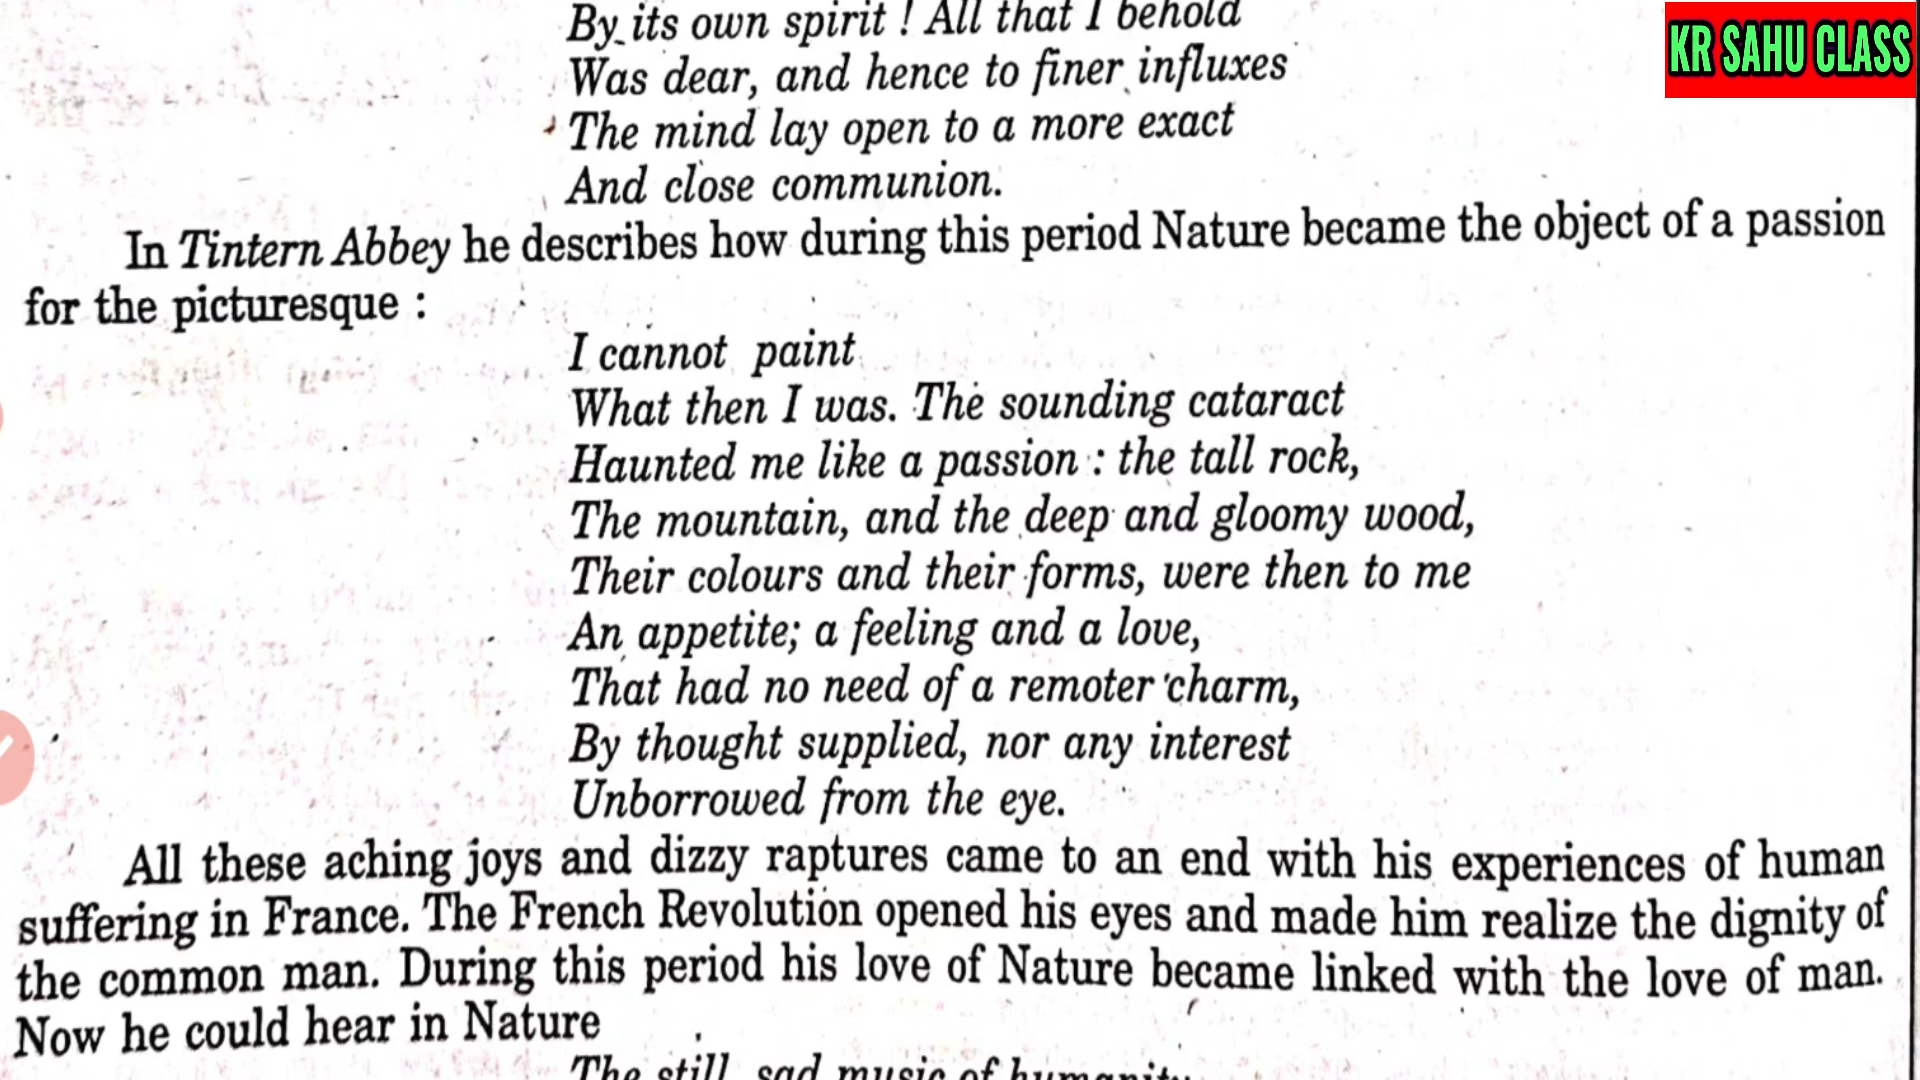 By its own spirit ! All that I behold
KR SAHU CLASS
Was dear, and hence to finer influxes
The mind lay open to a more exact
And close communion.
In Tintern Abbey he describes how during this period Nature became the object of a passion
for the picturesque :
I cannot paint
What then I was. The sounding cataract
Haunted me like a passion : the tall rock,
The mountain, and the deep and gloomy wood,
Their colours and their forms, were then to me
An appetite; a feeling and a love,
That had no need of a remoter charm,
By thought supplied, nor any interest
Unborrowed from the eye.
All these aching joys and dizzy raptures came to an end with his experiences of human
suffering in France. The French Revolution opened his eyes and made him realize the dignity of
the common man. During this period his love of Nature became linked with the love of man.
Now he could hear in Nature
The still, sad music of humanity